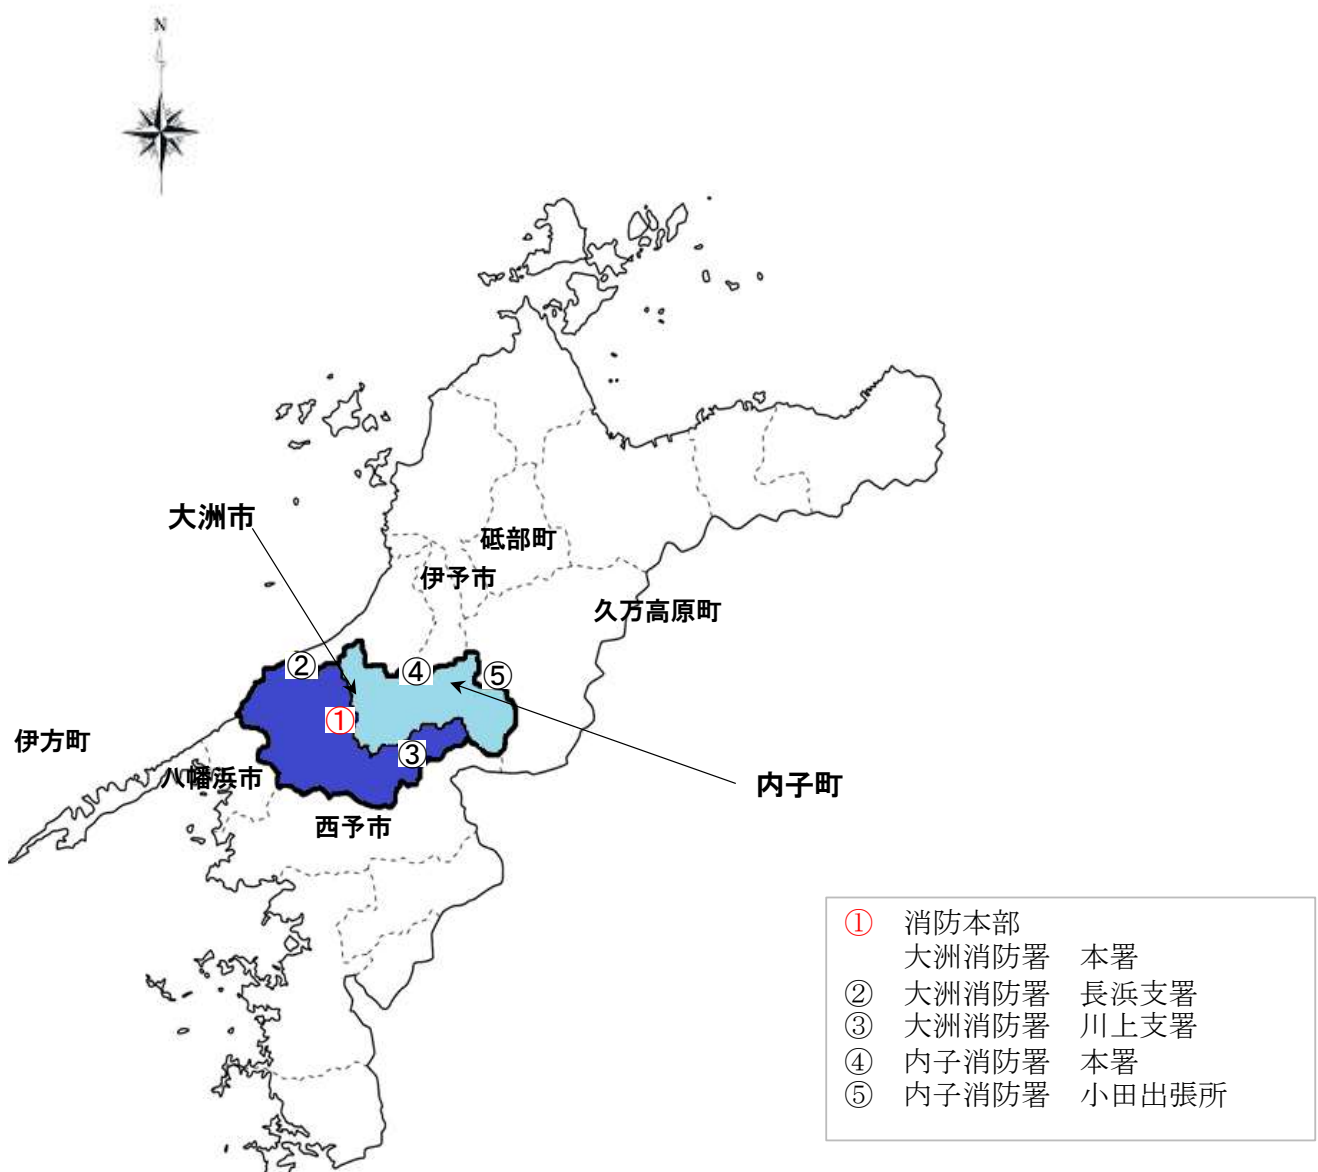 N
大洲市
砥部町
伊予市
久万高原町
②
④
⑤
①
伊方町
③
八幡浜市
内子町
西予市
① 消防本部
大洲消防署 本署
② 大洲消防署 長浜支署
③ 大洲消防署 川上支署
④ 内子消防署 本署
⑤ 内子消防署 小田出張所